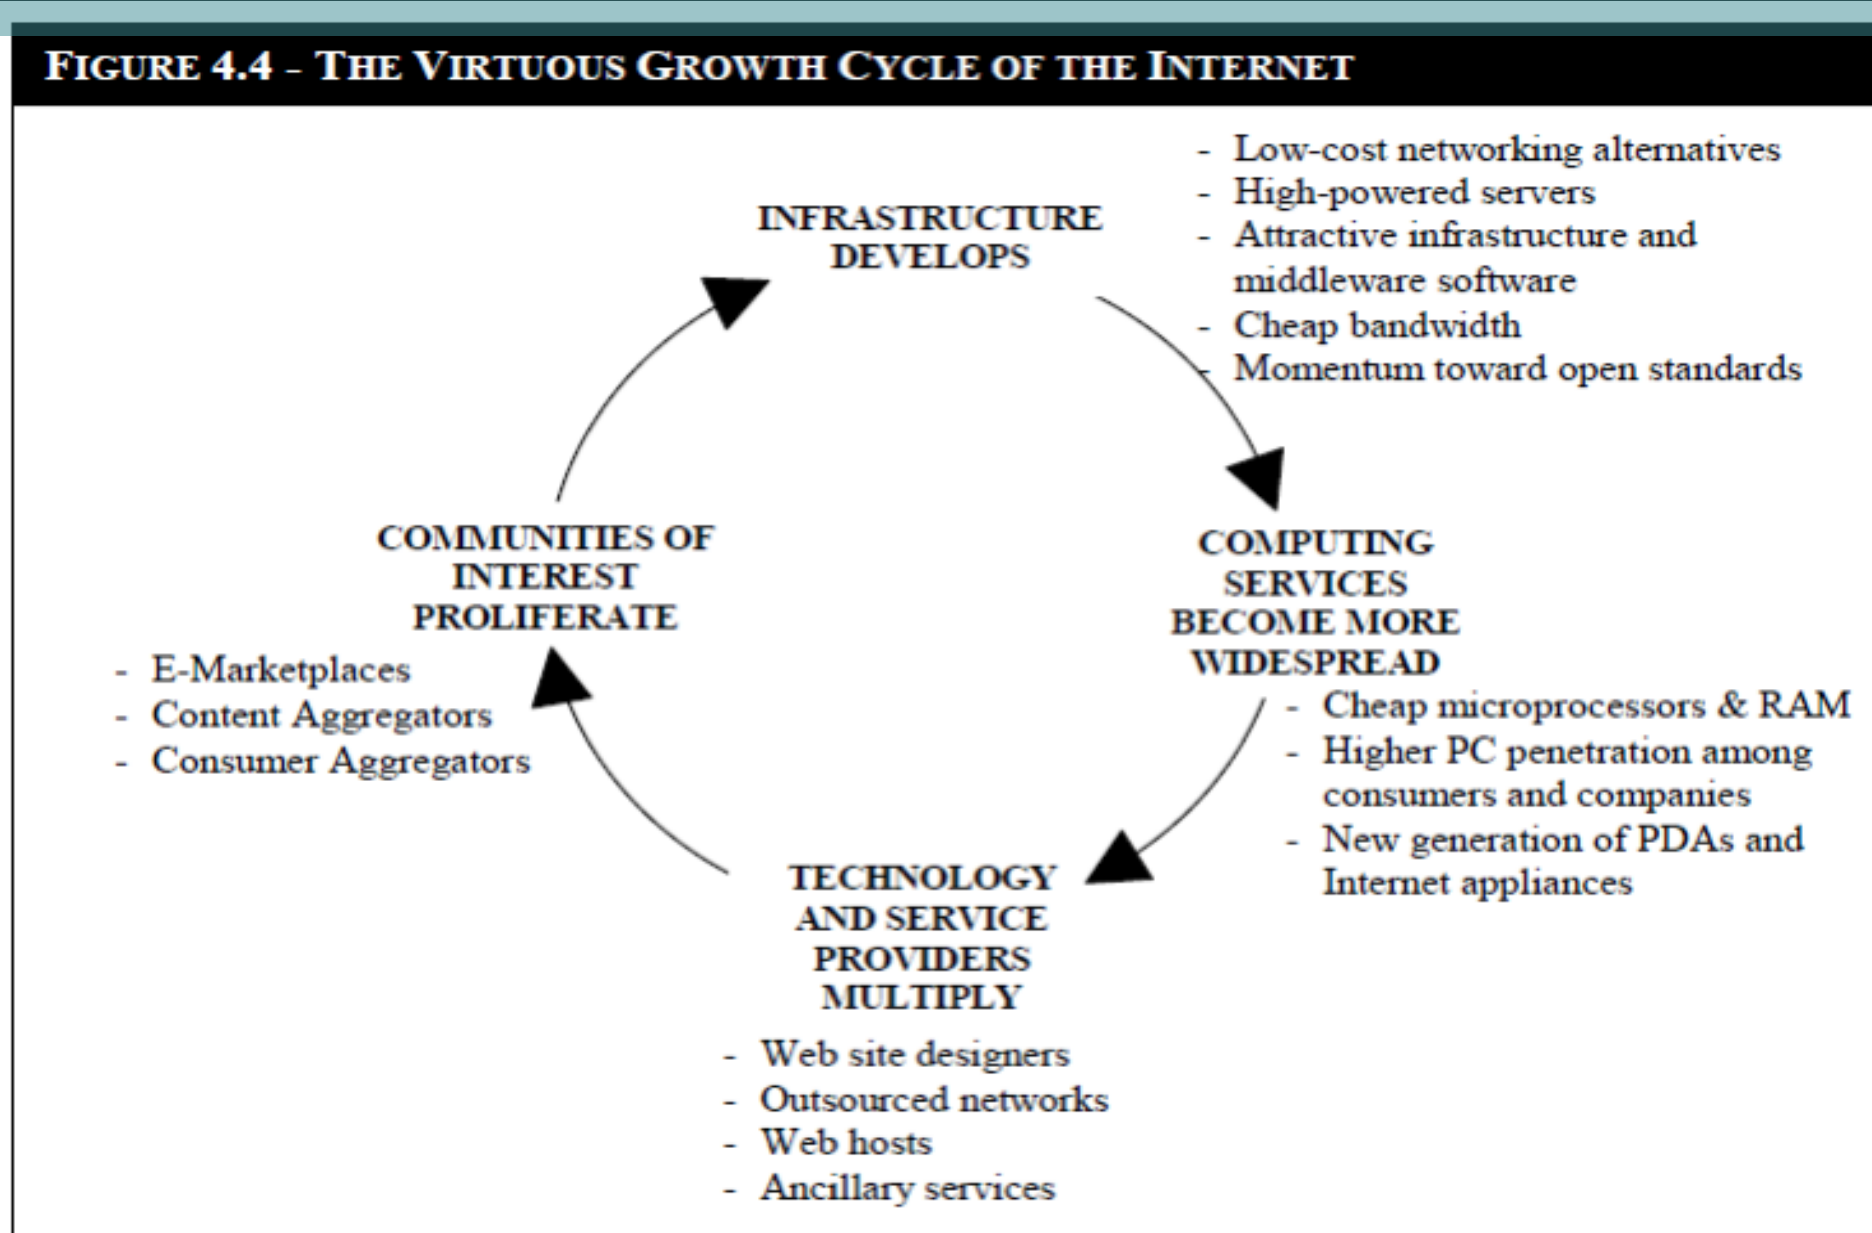 FIGURE 4.4 - THE VIRTUOUS GROWTH CYCLE OF THE INTERNET
INFRASTRUCTURE
DEVELOPS
- Low-cost networking alternatives
- High-powered servers
- Attractive infrastructure and
middleware software
- Cheap bandwidth
- Momentum toward open standards
COMPUTING
SERVICES
BECOME MORE
WIDESPREAD
- Cheap microprocessors & RAM
- Higher PC penetration among
consumers and companies
- New generation of PDAs and
Internet appliances
TECHNOLOGY
AND SERVICE
PROVIDERS
MULTIPLY
- Web site designers
- Outsourced networks
- Web hosts
- Ancillary services
COMMUNITIES OF
INTEREST
PROLIFERATE
- E-Marketplaces
- Content Aggregators
- Consumer Aggregators